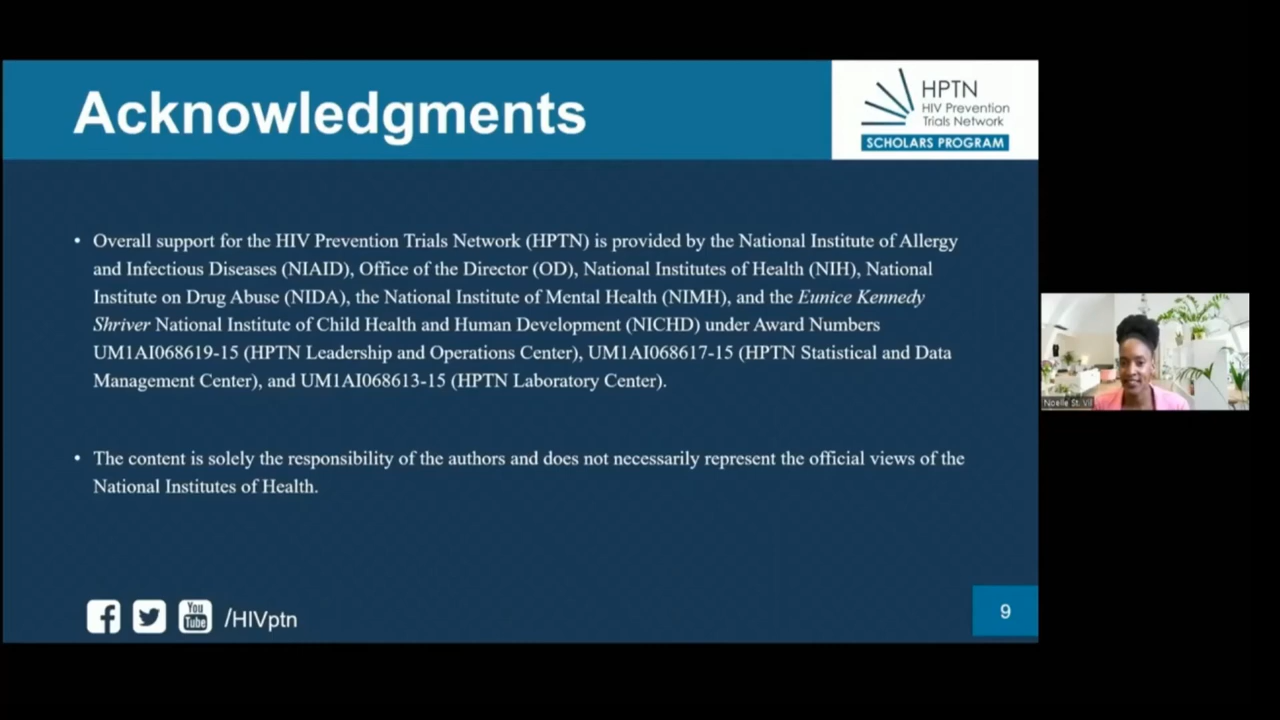 Acknowledgments
HPTN
HIV Prevention
Trials Network
SCHOLARS PROGRAM
• Overall support for the HIV Prevention Trials Network (HPTN) is provided by the National Institute of Allergy
and Infectious Diseases (NIAID), Office of the Director (OD), National Institutes of Health (NIH), National
Institute on Drug Abuse (NIDA), the National Institute of Mental Health (NIMH), and the Eunice Kennedy
Shriver National Institute of Child Health and Human Development (NICHD) under Award Numbers
UM1AI068619-15 (HPTN Leadership and Operations Center), UM1AI068617-15 (HPTN Statistical and Data
Management Center), and UM1AI068613-15 (HPTN Laboratory Center).
• The content is solely the responsibility of the authors and does not necessarily represent the official views of the
National Institutes of Health.
You
Tube
/HIVptn
9
Noelle St. Vil